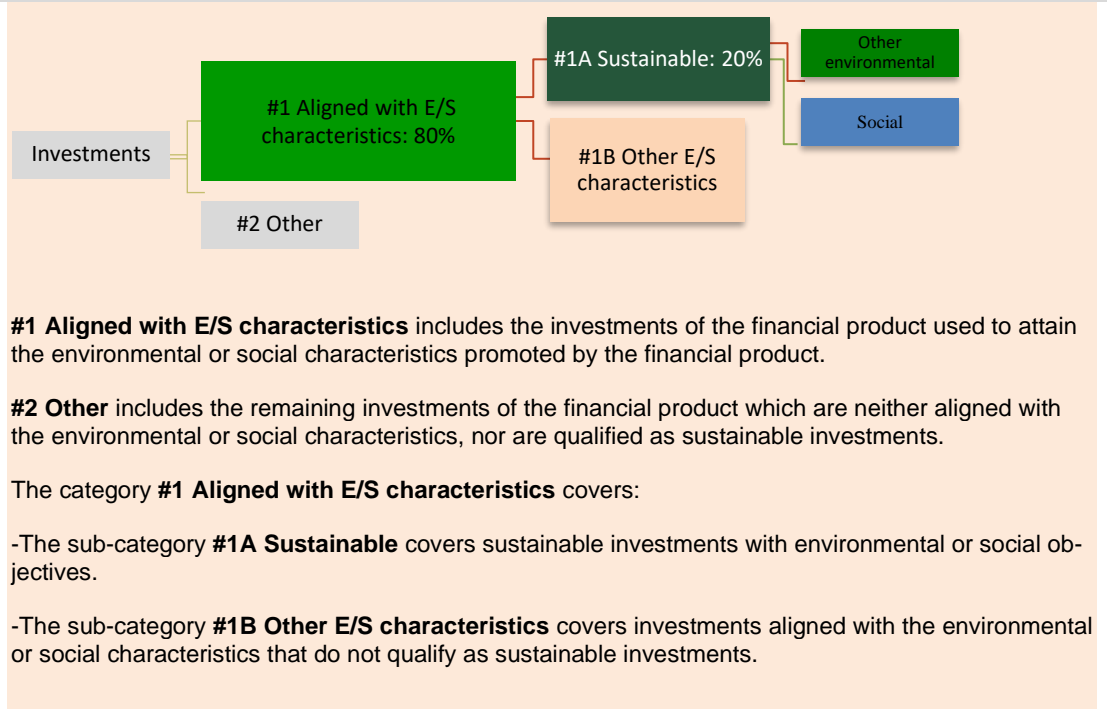 Investments
#1 Aligned with E/S
characteristics: 80%
#2 Other
#1A Sustainable: 20%
#1B Other E/S
characteristics
Other
environmental
Social
#1 Aligned with E/S characteristics includes the investments of the financial product used to attain
the environmental or social characteristics promoted by the financial product.
#2 Other includes the remaining investments of the financial product which are neither aligned with
the environmental or social characteristics, nor are qualified as sustainable investments.
The category #1 Aligned with E/S characteristics covers:
-The sub-category #1A Sustainable covers sustainable investments with environmental or social ob-
jectives.
-The sub-category #1B Other E/S characteristics covers investments aligned with the environmental
or social characteristics that do not qualify as sustainable investments.